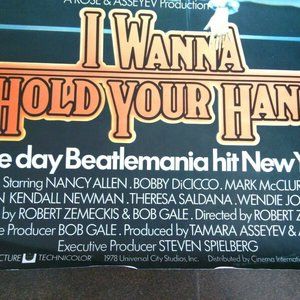 A ROSE & ASSEYEV Production
I WANNA
HOLD YOUR HAN
e day Beatlemania hit New Y
Starring NANCY ALLEN, BOBBY DiCICCO, MARK McCLUR
N KENDALL NEWMAN, THERESA SALDANA, WENDIE JO
by ROBERT ZEMECKIS & BOB GALE. Directed by ROBERT Z
e Producer BOB GALE. Produced by TAMARA ASSEYEV & A
Executive Producer STEVEN SPIELBERG
CTURE TECHNICOLOR 1978 Universal City Studios, Inc. Distributed by Cinema Internation